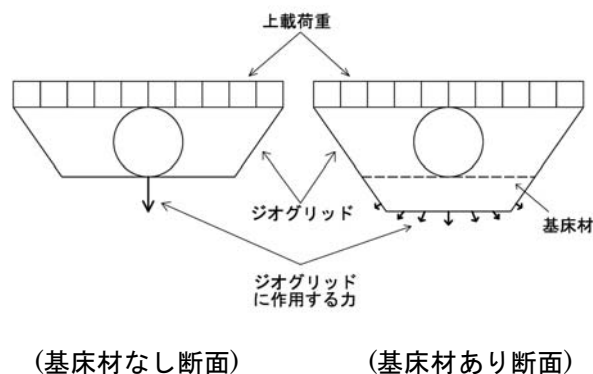 上載荷重
ジオグリッド
基床材
ジオグリッド
に作用する力
(基床材なし断面)
(基床材あり断面)